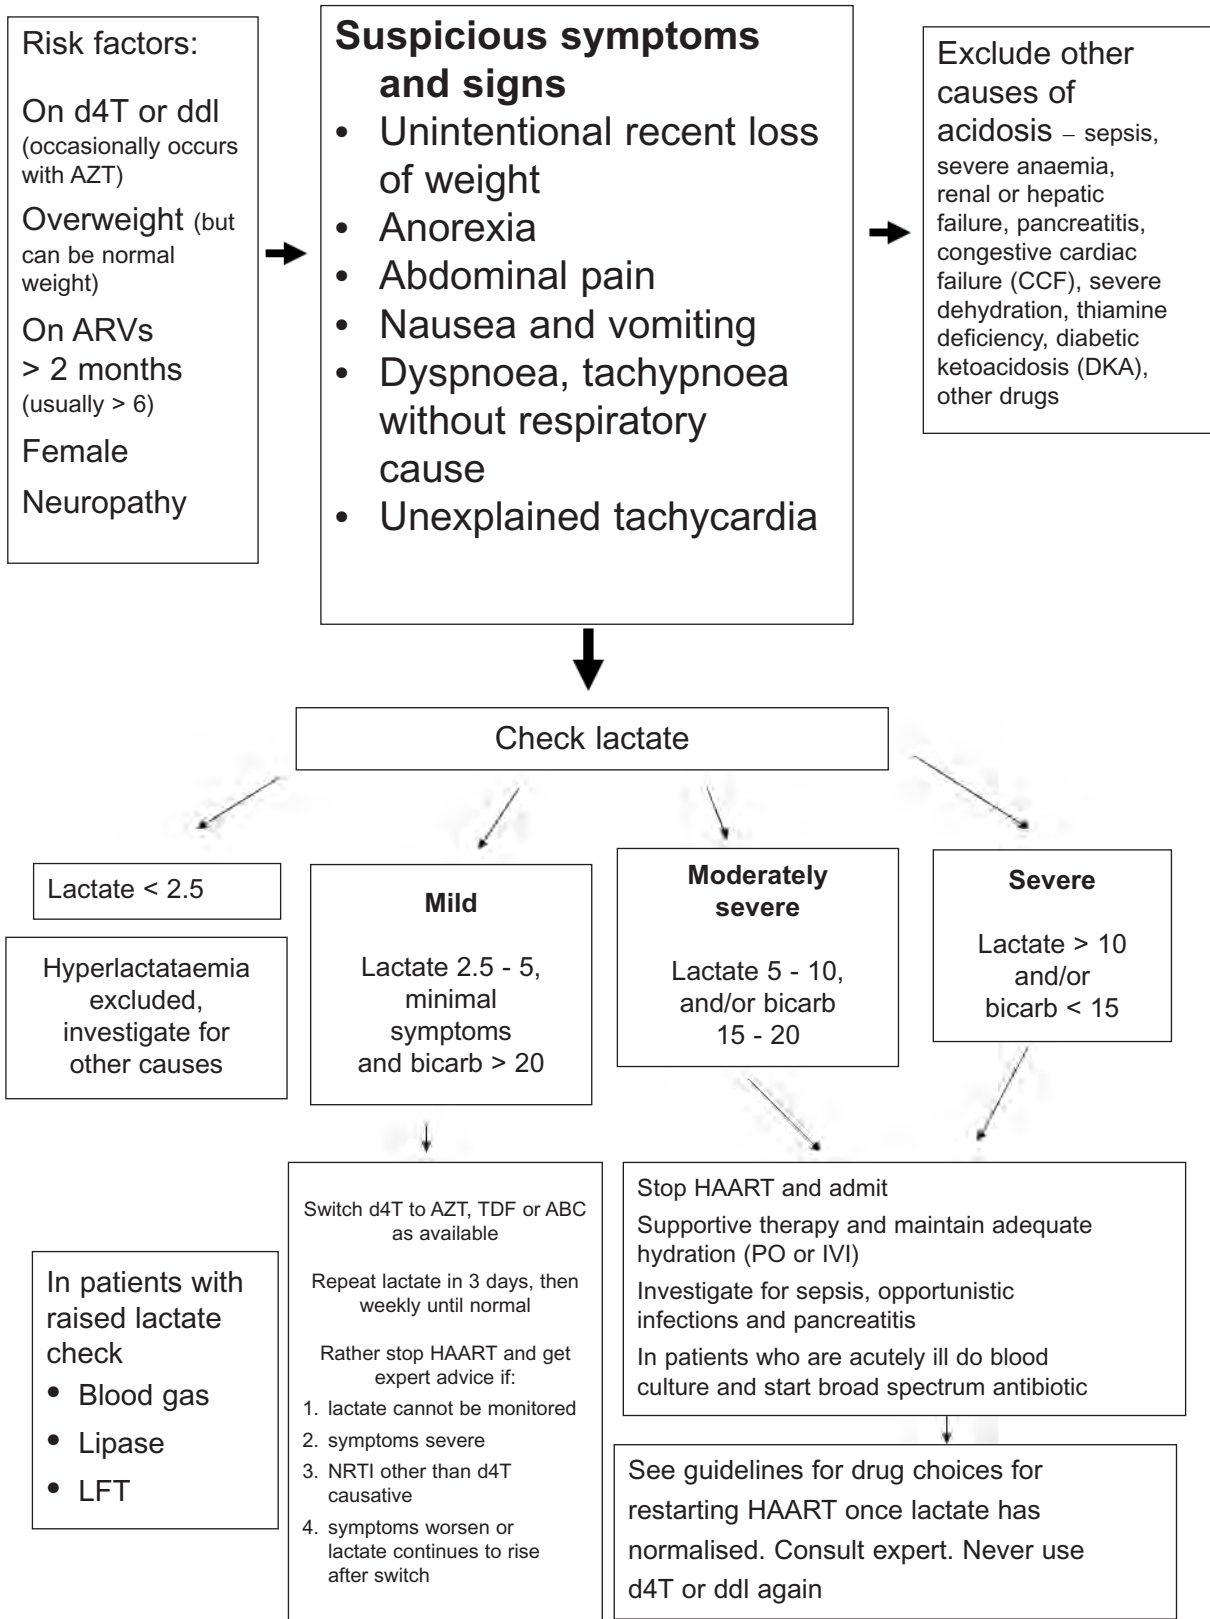 Risk factors:
On d4T or ddI
(occasionally occurs
with AZT)
Overweight (but
can be normal
weight)
On ARVs
> 2 months
(usually > 6)
Female
Neuropathy
Suspicious symptoms
and signs
• Unintentional recent loss
of weight
• Anorexia
• Abdominal pain
• Nausea and vomiting
• Dyspnoea, tachypnoea
without respiratory
cause
• Unexplained tachycardia
Exclude other
causes of
acidosis – sepsis,
severe anaemia,
renal or hepatic
failure, pancreatitis,
congestive cardiac
failure (CCF), severe
dehydration, thiamine
deficiency, diabetic
ketoacidosis (DKA),
other drugs
Check lactate
Lactate < 2.5
Hyperlactataemia
excluded,
investigate for
other causes
Mild
Lactate 2.5 - 5,
minimal
symptoms
and bicarb > 20
Moderately
severe
Lactate 5 - 10,
and/or bicarb
15 - 20
Severe
Lactate > 10
and/or
bicarb < 15
In patients with
raised lactate
check
• Blood gas
• Lipase
• LFT
Switch d4T to AZT, TDF or ABC
as available
Repeat lactate in 3 days, then
weekly until normal
Rather stop HAART and get
expert advice if:
1. lactate cannot be monitored
2. symptoms severe
3. NRTI other than d4T
causative
4. symptoms worsen or
lactate continues to rise
after switch
Stop HAART and admit
Supportive therapy and maintain adequate
hydration (PO or IVI)
Investigate for sepsis, opportunistic
infections and pancreatitis
In patients who are acutely ill do blood
culture and start broad spectrum antibiotic
See guidelines for drug choices for
restarting HAART once lactate has
normalised. Consult expert. Never use
d4T or ddI again